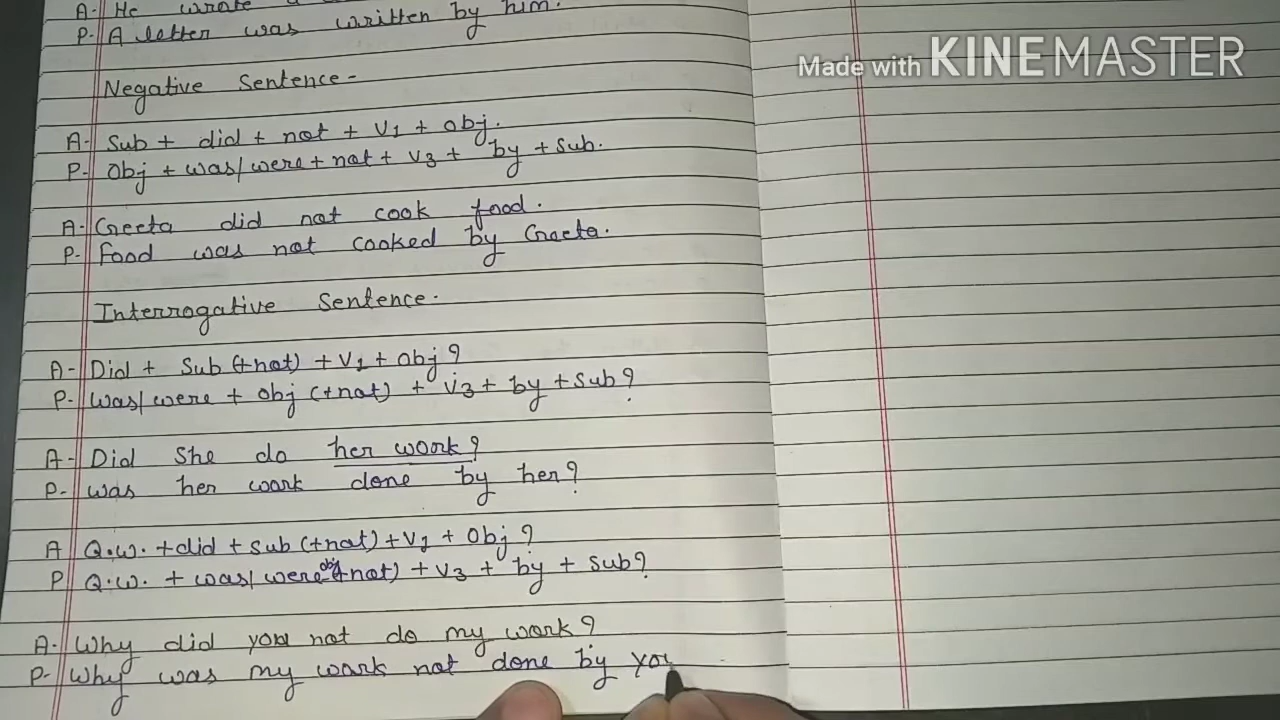 A- He wrote a
P- A letter was written by him.
Made with KINEMASTER
Negative Sentence-
A- Sub + did + not + V1 + obj.
P- Obj + was/were + not + V3 + by + sub.
A- Geeta did not cook food.
P- Food was not cooked by Geeta.
Interrogative Sentence.
A- Did + Sub (+not) + V1 + Obj?
P- Was/were + obj (+not) + V3 + by + sub?
A- Did she do her work?
P- Was her work done by her?
A Q.W. + did + sub (+not) + V1 + Obj?
P Q.W. + was/were obj (+not) + V3 + by + sub?
A- Why did you not do my work?
P- Why was my work not done by you